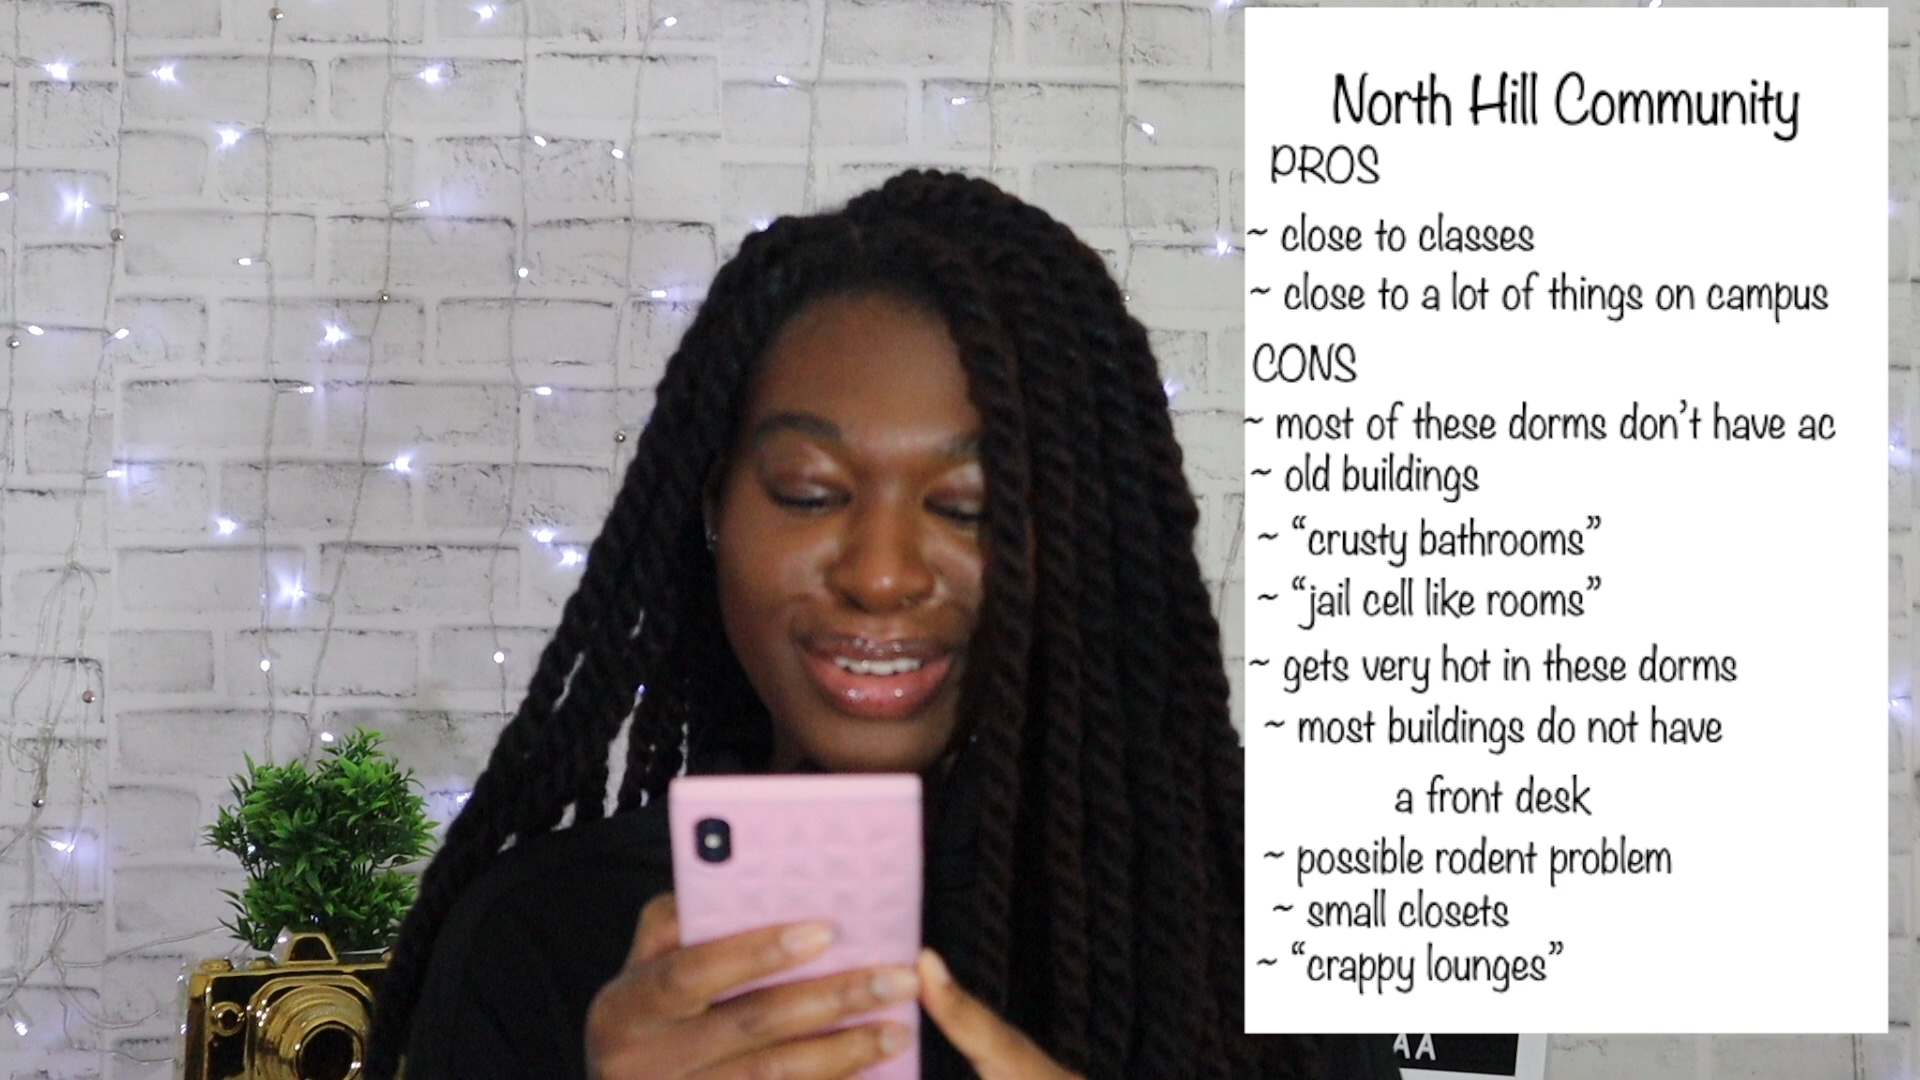 North Hill Community
PROS
~ close to classes
~ close to a lot of things on campus
CONS
~ most of these dorms don't have ac
~ old buildings
~ “crusty bathrooms”
~ “jail cell like rooms”
~ gets very hot in these dorms
~ most buildings do not have
a front desk
~ possible rodent problem
~ small closets
~ “crappy lounges”
AA